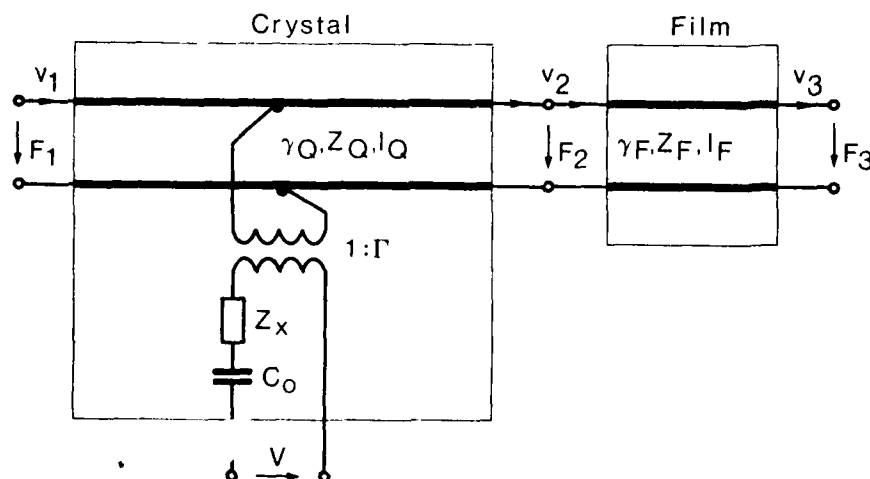 Crystal
Film
v1
v2
v3
F1
γQ, ZQ, lQ
F2
γF, ZF, lF
F3
1:Γ
Zx
Co
V